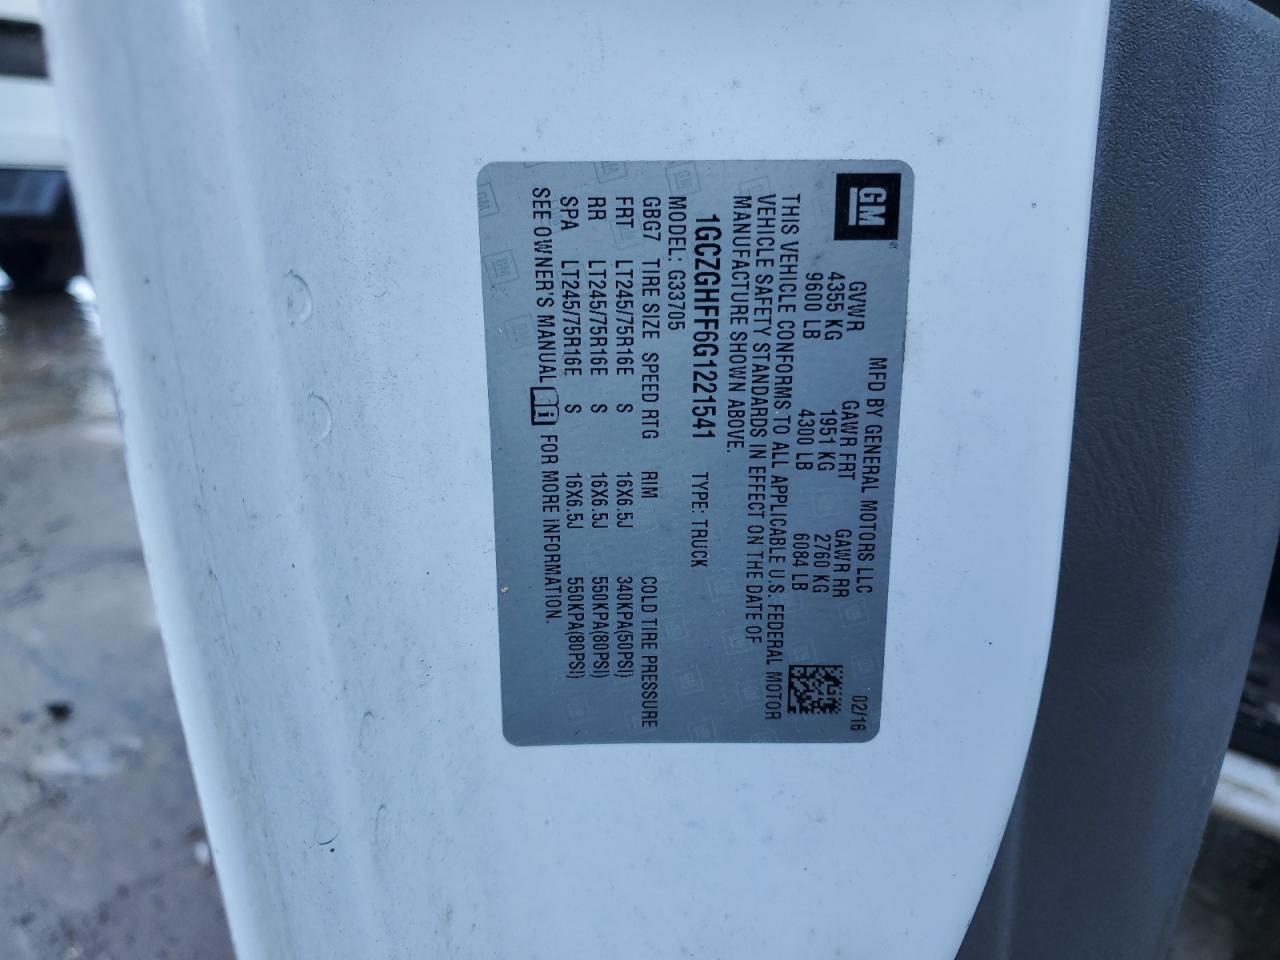 GM
MFD BY GENERAL MOTORS LLC 02/16
GVWR GAWR FRT GAWR RR
4355 KG 1951 KG 2760 KG
9600 LB 4300 LB 6084 LB
THIS VEHICLE CONFORMS TO ALL APPLICABLE U.S. FEDERAL MOTOR
VEHICLE SAFETY STANDARDS IN EFFECT ON THE DATE OF
MANUFACTURE SHOWN ABOVE.
1GCZGHFF6G1221541 TYPE: TRUCK
MODEL: G33705
GBG7 TIRE SIZE SPEED RTG RIM COLD TIRE PRESSURE
FRT LT245/75R16E S 16X6.5J 340KPA(50PSI)
RR LT245/75R16E S 16X6.5J 550KPA(80PSI)
SPA LT245/75R16E S 16X6.5J 550KPA(80PSI)
SEE OWNER'S MANUAL FOR MORE INFORMATION.